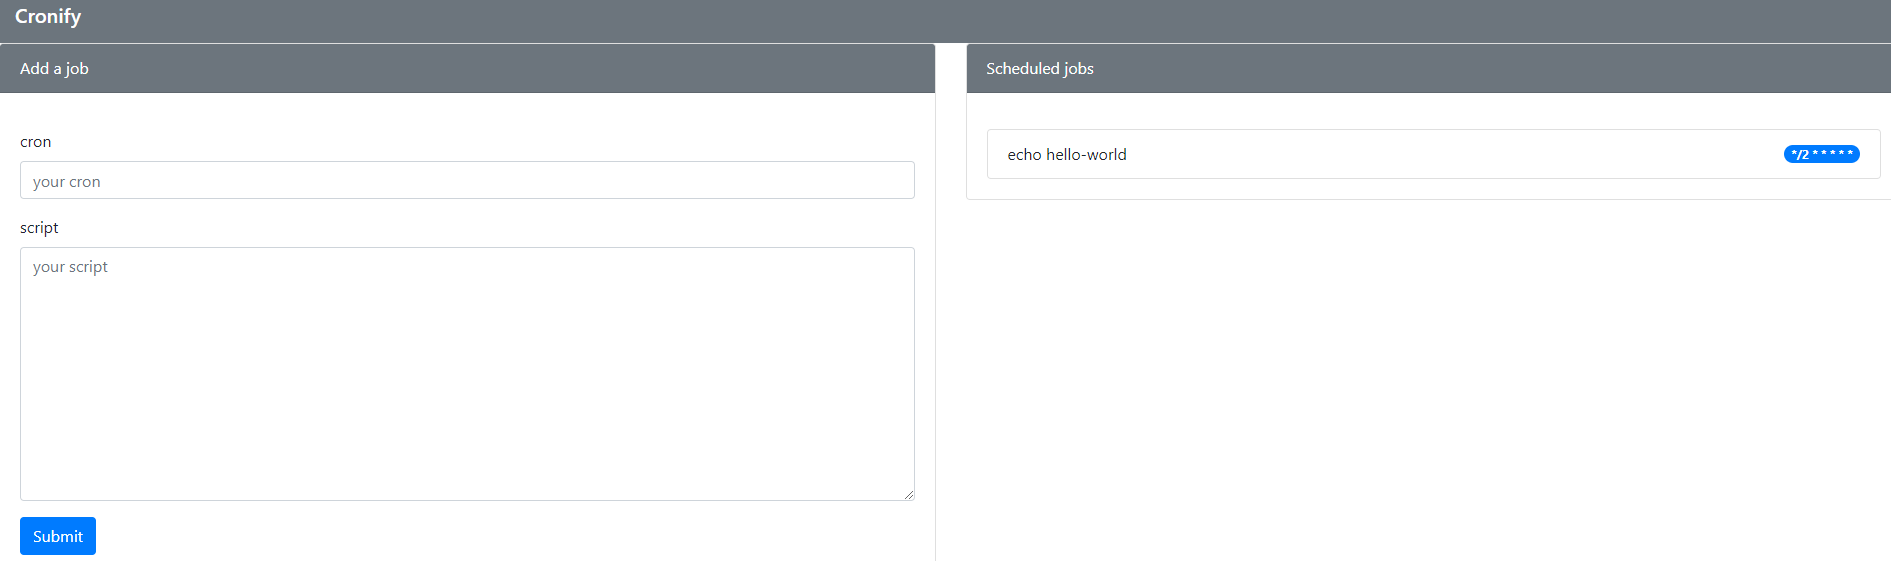 Cronify
Add a job
cron
your cron
script
your script
Submit
Scheduled jobs
echo hello-world
*/2 * * * * *